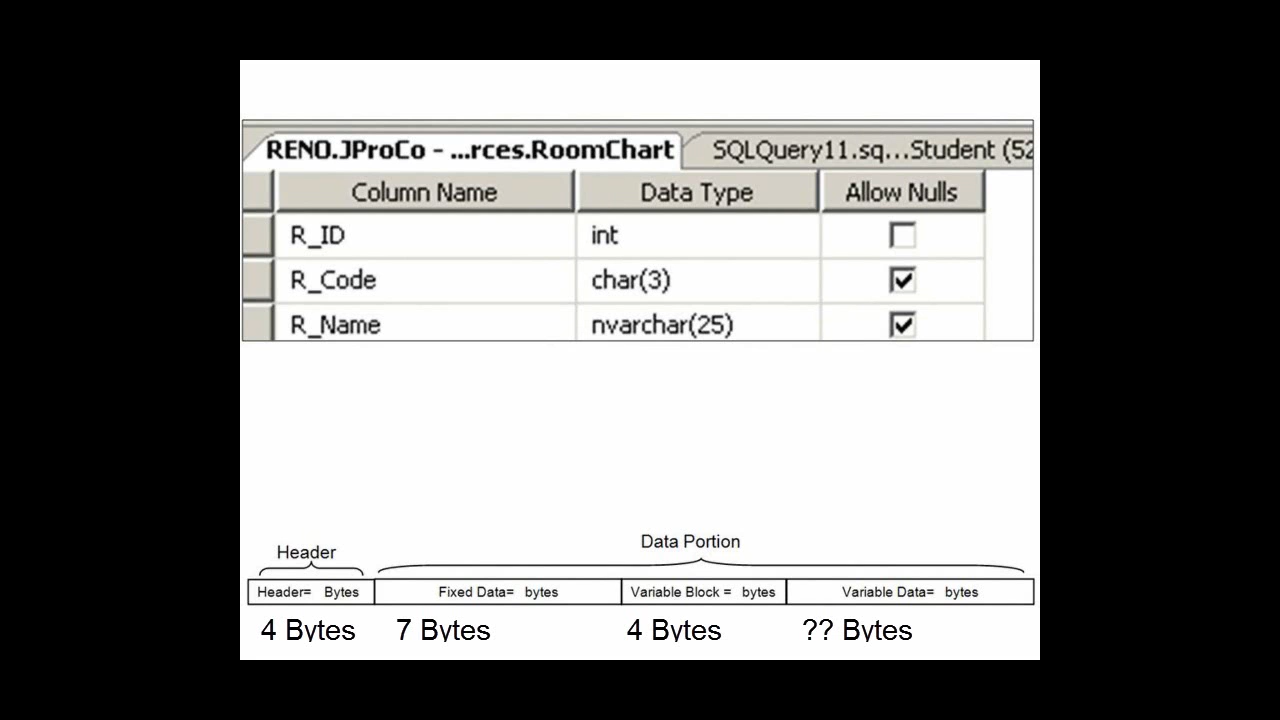 RENO.JProCo - ...rces.RoomChart SQLQuery11.sq...Student (52
Column Name Data Type Allow Nulls
R_ID int
R_Code char(3)
R_Name nvarchar(25)
Header Data Portion
Header= Bytes Fixed Data= bytes Variable Block = bytes Variable Data= bytes
4 Bytes 7 Bytes 4 Bytes ?? Bytes